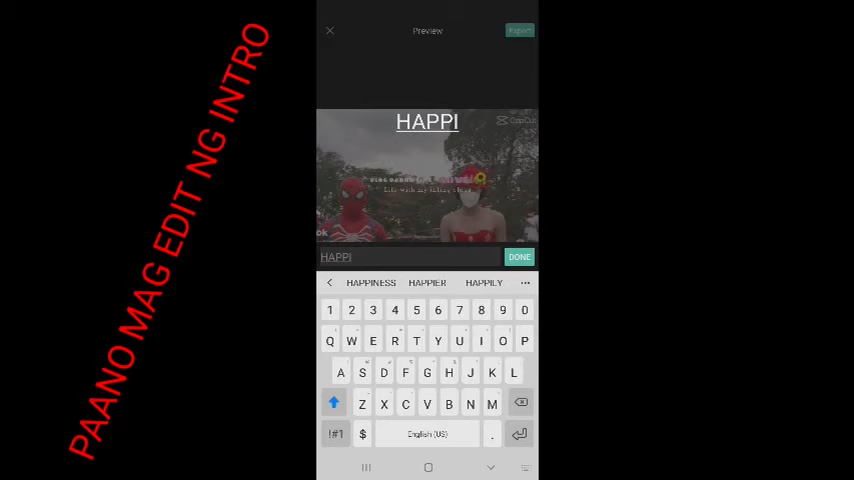 PAANO MAG EDIT NG INTRO
Preview
Export
HAPPI
CapCut
HAPPI
DONE
HAPPINESS HAPPIER HAPPILY
1 2 3 4 5 6 7 8 9 0
Q W E R T Y U I O P
A S D F G H J K L
Z X C V B N M
!#1 $ English (US) .